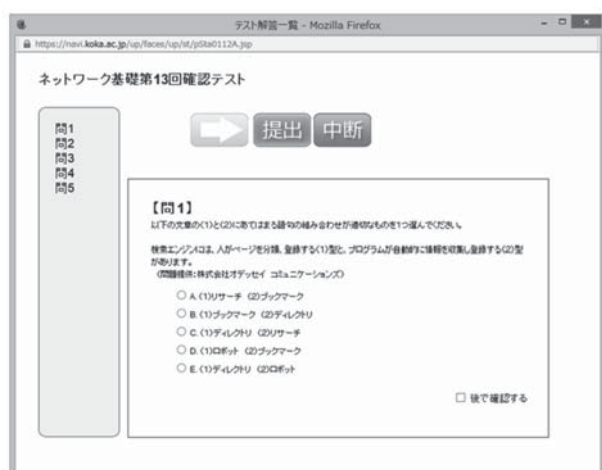 テスト解答一覧 - Mozilla Firefox
https://navi.koka.ac.jp/up/faces/up/st/pSta0112A.jsp
ネットワーク基礎第13回確認テスト
問1
問2
問3
問4
問5
提出 中断
【問1】
以下の文章の(1)と(2)にあてはまる語句の組み合わせが適切なものを1つ選んでください。
検索エンジンには、人がページを分類、登録する(1)型と、プログラムが自動的に情報を収集し登録する(2)型
があります。
(問題提供:株式会社オデッセイ コミュニケーションズ)
A. (1)リサーチ (2)ブックマーク
B. (1)ブックマーク (2)ディレクトリ
C. (1)ディレクトリ (2)リサーチ
D. (1)ロボット (2)ブックマーク
E. (1)ディレクトリ (2)ロボット
後で確認する